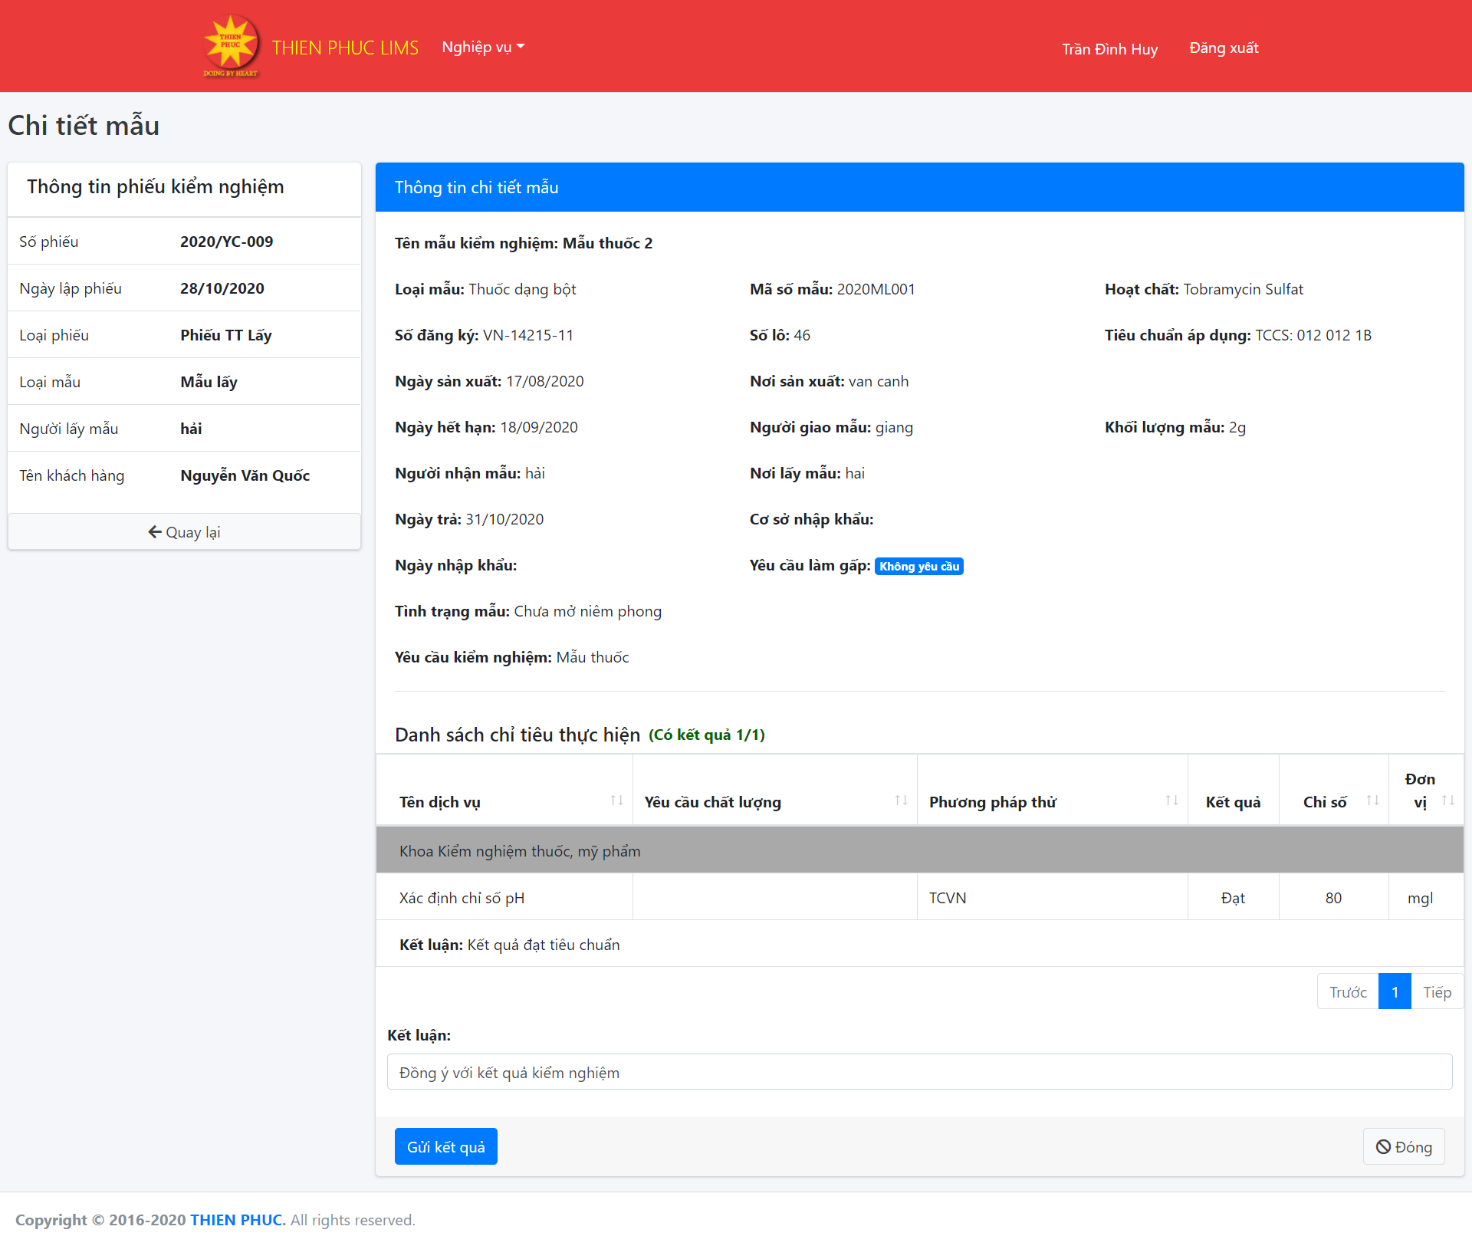 THIEN
PHUC
DOING BY HEART
THIEN PHUC LIMS
Nghiệp vụ
Trần Đình Huy
Đăng xuất
Chi tiết mẫu
Thông tin phiếu kiểm nghiệm
Số phiếu 2020/YC-009
Ngày lập phiếu 28/10/2020
Loại phiếu Phiếu TT Lấy
Loại mẫu Mẫu lấy
Người lấy mẫu hải
Tên khách hàng Nguyễn Văn Quốc
Quay lại
Thông tin chi tiết mẫu
Tên mẫu kiểm nghiệm: Mẫu thuốc 2
Loại mẫu: Thuốc dạng bột Mã số mẫu: 2020ML001 Hoạt chất: Tobramycin Sulfat
Số đăng ký: VN-14215-11 Số lô: 46 Tiêu chuẩn áp dụng: TCCS: 012 012 1B
Ngày sản xuất: 17/08/2020 Nơi sản xuất: van canh
Ngày hết hạn: 18/09/2020 Người giao mẫu: giang Khối lượng mẫu: 2g
Người nhận mẫu: hải Nơi lấy mẫu: hai
Ngày trả: 31/10/2020 Cơ sở nhập khẩu:
Ngày nhập khẩu: Yêu cầu làm gấp: Không yêu cầu
Tình trạng mẫu: Chưa mở niêm phong
Yêu cầu kiểm nghiệm: Mẫu thuốc
Danh sách chỉ tiêu thực hiện (Có kết quả 1/1)
Tên dịch vụ Yêu cầu chất lượng Phương pháp thử Kết quả Chỉ số Đơn vị
Khoa Kiểm nghiệm thuốc, mỹ phẩm
Xác định chỉ số pH TCVN Đạt 80 mgl
Kết luận: Kết quả đạt tiêu chuẩn
Trước 1 Tiếp
Kết luận:
Đồng ý với kết quả kiểm nghiệm
Gửi kết quả
Đóng
Copyright © 2016-2020 THIEN PHUC. All rights reserved.